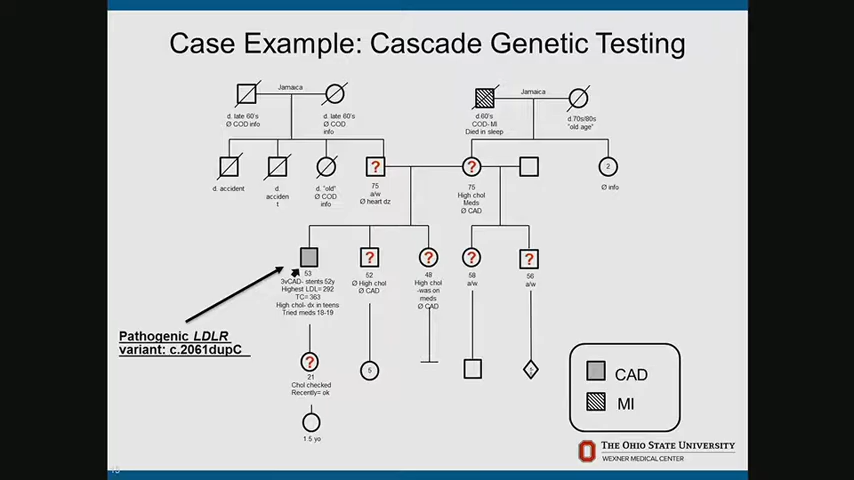 Case Example: Cascade Genetic Testing
Jamaica
Jamaica
d. late 60's
Ø COD info
d. late 60's
Ø COD
info
d.60's
COD- MI
Died in sleep
d.70s/80s
"old age"
?
?
2
d. accident
d.
acciden
t
d. "old"
Ø COD
info
75
a/w
Ø heart dz
75
High chol
Meds
Ø CAD
Ø info
?
?
?
?
53
3vCAD- stents 52y
Highest LDL= 292
TC= 363
High chol- dx in teens
Tried meds 18-19
52
Ø High chol
Ø CAD
48
High chol
-was on
meds
Ø CAD
58
a/w
56
a/w
Pathogenic LDLR
variant: c.2061dupC
?
5
21
Chol checked
Recently= ok
1.5 yo
CAD
MI
THE OHIO STATE UNIVERSITY
WEXNER MEDICAL CENTER